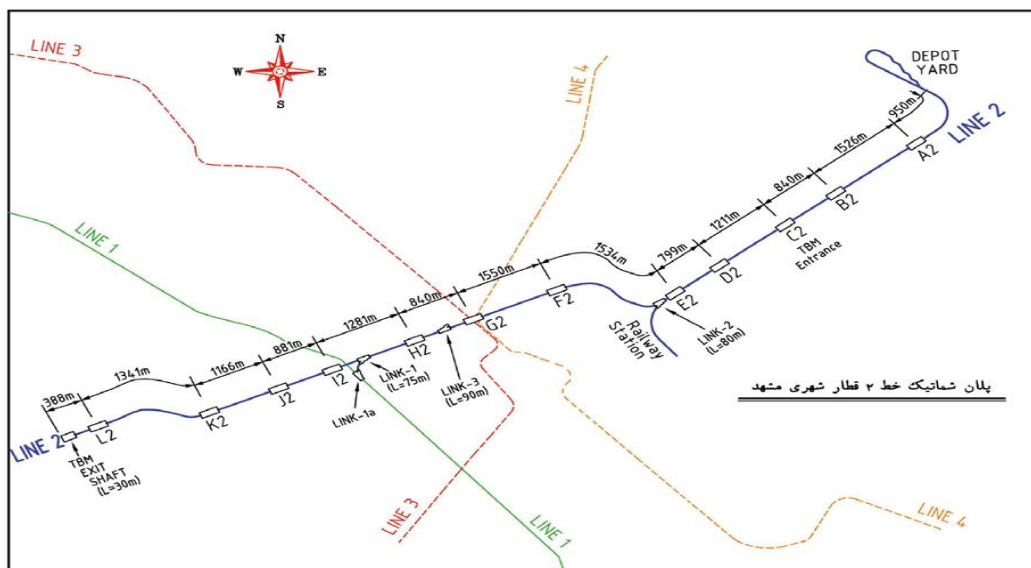 LINE 3
N
W
E
S
LINE 4
DEPOT
YARD
950m
LINE 2
1526m
A2
840m
B2
1211m
C2
TBM
Entrance
799m
D2
1534m
E2
LINK-2
(L=80m)
Railway
Station
1550m
F2
840m
G2
LINE 1
1281m
H2
LINK-3
(L=90m)
881m
I2
LINK-1
(L=75m)
LINK-1a
1166m
J2
1341m
K2
388m
L2
LINE 2
TBM
EXIT
SHAFT
(L=30m)
پلان شماتیک خط ۲ قطار شهری مشهد
LINE 3
LINE 1
LINE 4